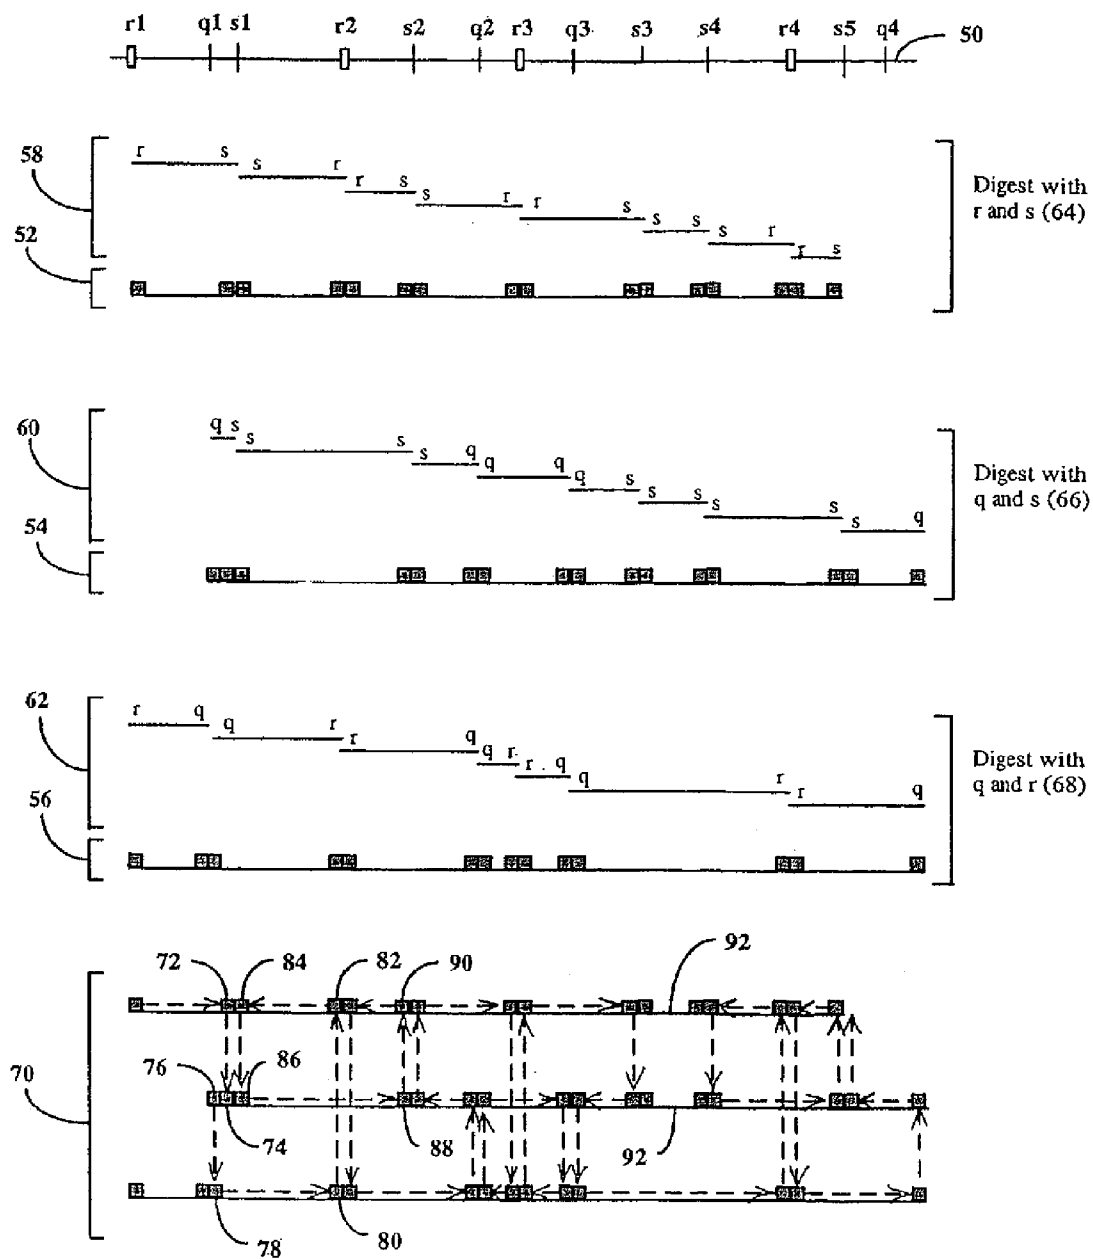 r1 q1 s1 r2 s2 q2 r3 q3 s3 s4 r4 s5 q4 50
58
r s
s r
r s
s r
r s
s s
s r
r s
Digest with
r and s (64)
52
60
q s
s s
s q
q q
q s
s s
s s
s q
Digest with
q and s (66)
54
62
r q
q r
r q
q r
r q
q r
r q
Digest with
q and r (68)
56
72 84 82 90 92
70
76 86
74 88 92
78 80